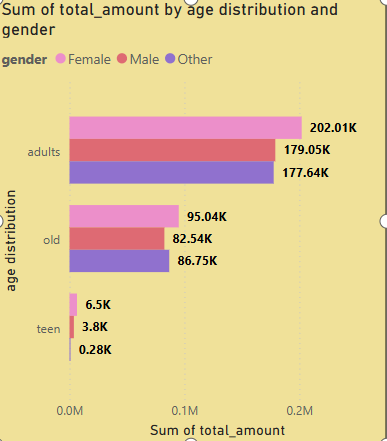 Sum of total_amount by age distribution and
gender
gender Female Male Other
202.01K
adults 179.05K
177.64K
95.04K
old 82.54K
86.75K
6.5K
teen 3.8K
0.28K
age distribution
0.0M 0.1M 0.2M
Sum of total_amount